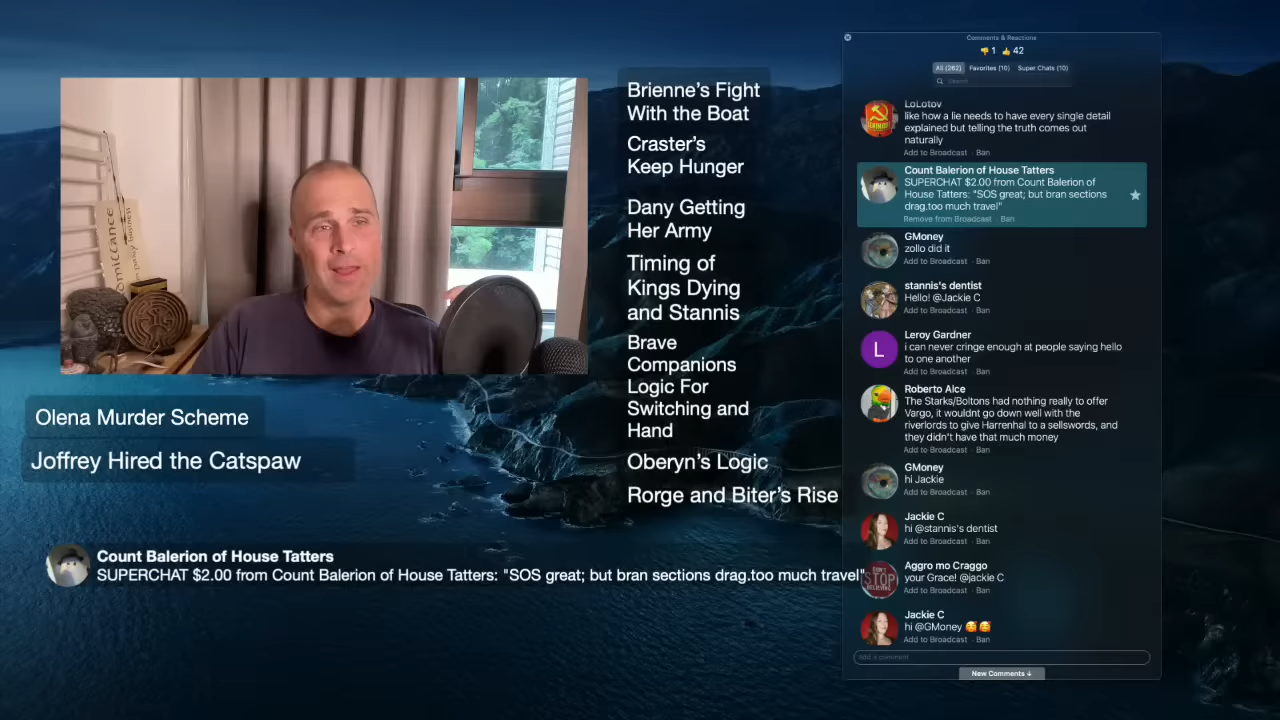 Brienne's Fight
With the Boat
Craster's
Keep Hunger
Dany Getting
Her Army
Timing of
Kings Dying
and Stannis
Brave
Companions
Logic For
Switching and
Hand
Oberyn's Logic
Rorge and Biter's Rise
Olena Murder Scheme
Joffrey Hired the Catspaw
Count Balerion of House Tatters
SUPERCHAT $2.00 from Count Balerion of House Tatters: "SOS great; but bran sections drag.too much travel"
Comments & Reactions
👎 1 👍 42
All (262) Favorites (10) Super Chats (10)
Search
LoLotov
like how a lie needs to have every single detail
explained but telling the truth comes out
naturally
Add to Broadcast · Ban
Count Balerion of House Tatters
SUPERCHAT $2.00 from Count Balerion of
House Tatters: "SOS great; but bran sections
drag.too much travel"
Remove from Broadcast · Ban
GMoney
zollo did it
Add to Broadcast · Ban
stannis's dentist
Hello! @Jackie C
Add to Broadcast · Ban
L
Leroy Gardner
i can never cringe enough at people saying hello
to one another
Add to Broadcast · Ban
Roberto Alce
The Starks/Boltons had nothing really to offer
Vargo, it wouldnt go down well with the
riverlords to give Harrenhal to a sellswords, and
they didn't have that much money
Add to Broadcast · Ban
GMoney
hi Jackie
Add to Broadcast · Ban
Jackie C
hi @stannis's dentist
Add to Broadcast · Ban
DON'T
STOP
BELIEVING
Aggro mo Craggo
your Grace! @jackie C
Add to Broadcast · Ban
Jackie C
hi @GMoney 🥰🥰
Add to Broadcast · Ban
Add a comment
New Comments ↓